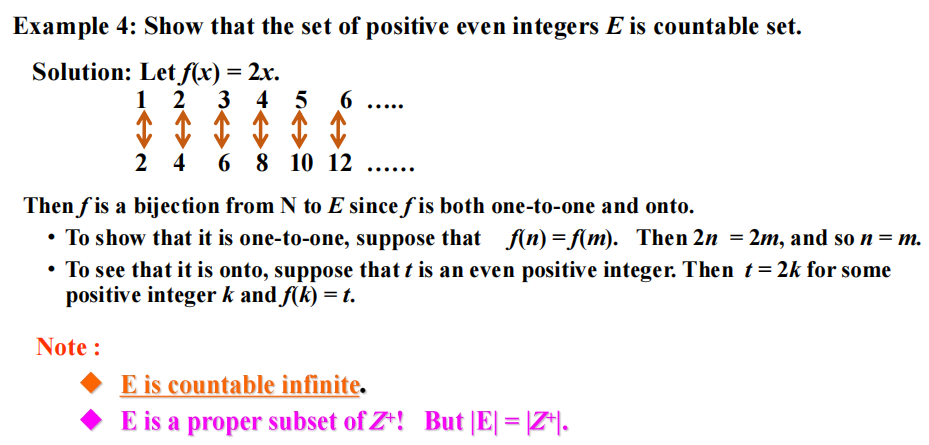 Example 4: Show that the set of positive even integers E is countable set.
Solution: Let f(x) = 2x.
1 2 3 4 5 6 .....
2 4 6 8 10 12 ......
Then f is a bijection from N to E since f is both one-to-one and onto.
• To show that it is one-to-one, suppose that f(n) = f(m). Then 2n = 2m, and so n = m.
• To see that it is onto, suppose that t is an even positive integer. Then t = 2k for some
positive integer k and f(k) = t.
Note :
◆ E is countable infinite.
◆ E is a proper subset of Z⁺! But |E| = |Z⁺|.